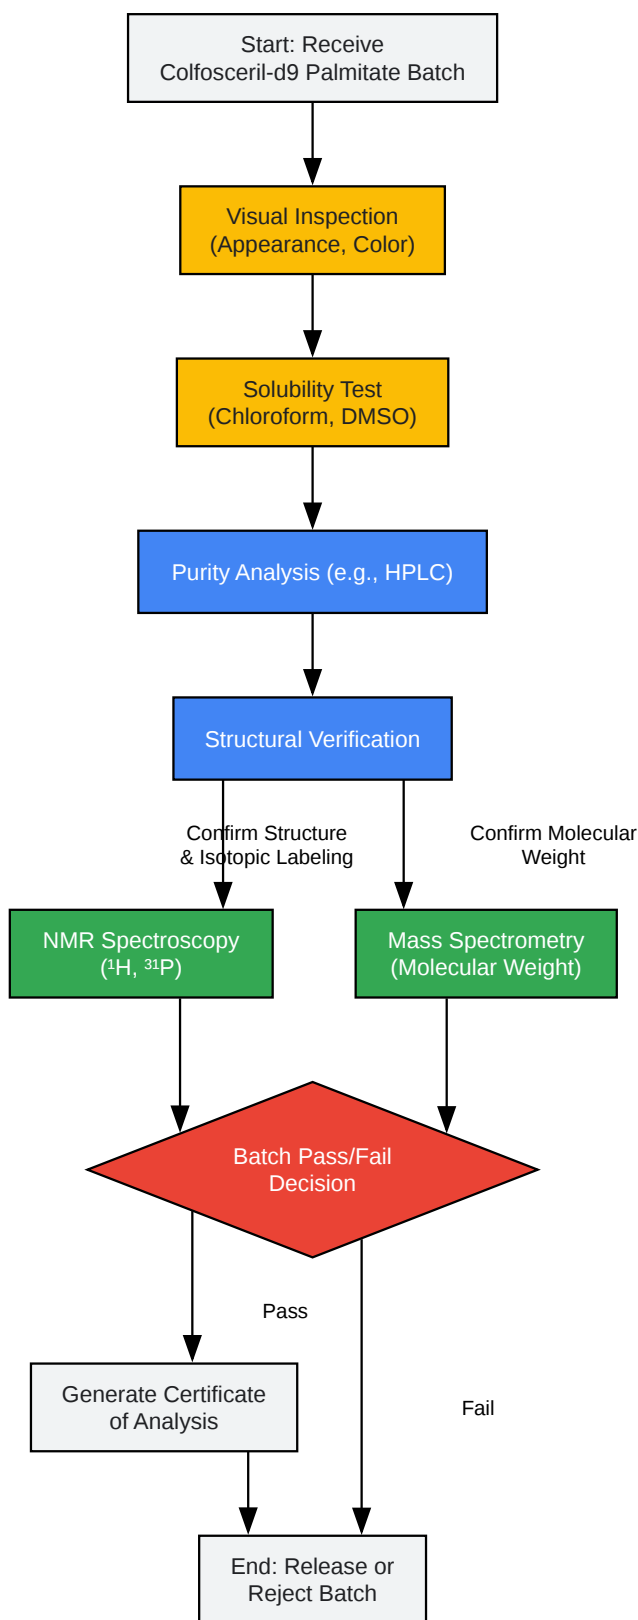 Start: Receive
Colfosceril-d9 Palmitate Batch
Visual Inspection
(Appearance, Color)
Solubility Test
(Chloroform, DMSO)
Purity Analysis (e.g., HPLC)
Structural Verification
Confirm Structure
& Isotopic Labeling
Confirm Molecular
Weight
NMR Spectroscopy
(¹H, ³¹P)
Mass Spectrometry
(Molecular Weight)
Batch Pass/Fail
Decision
Pass
Generate Certificate
of Analysis
Fail
End: Release or
Reject Batch